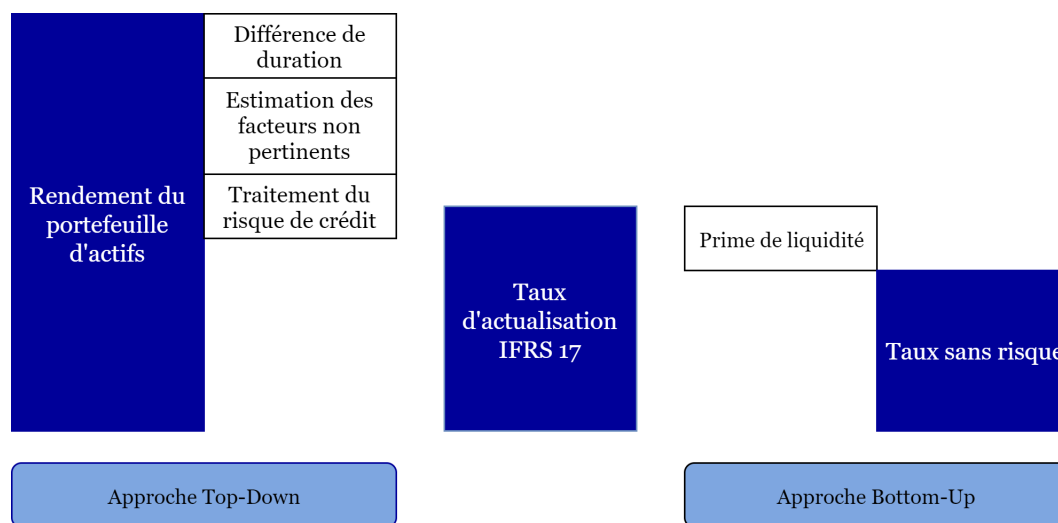 Différence de
duration
Estimation des
facteurs non
pertinents
Traitement du
risque de crédit
Rendement du
portefeuille
d'actifs
Taux
d'actualisation
IFRS 17
Prime de liquidité
Taux sans risque
Approche Top-Down
Approche Bottom-Up